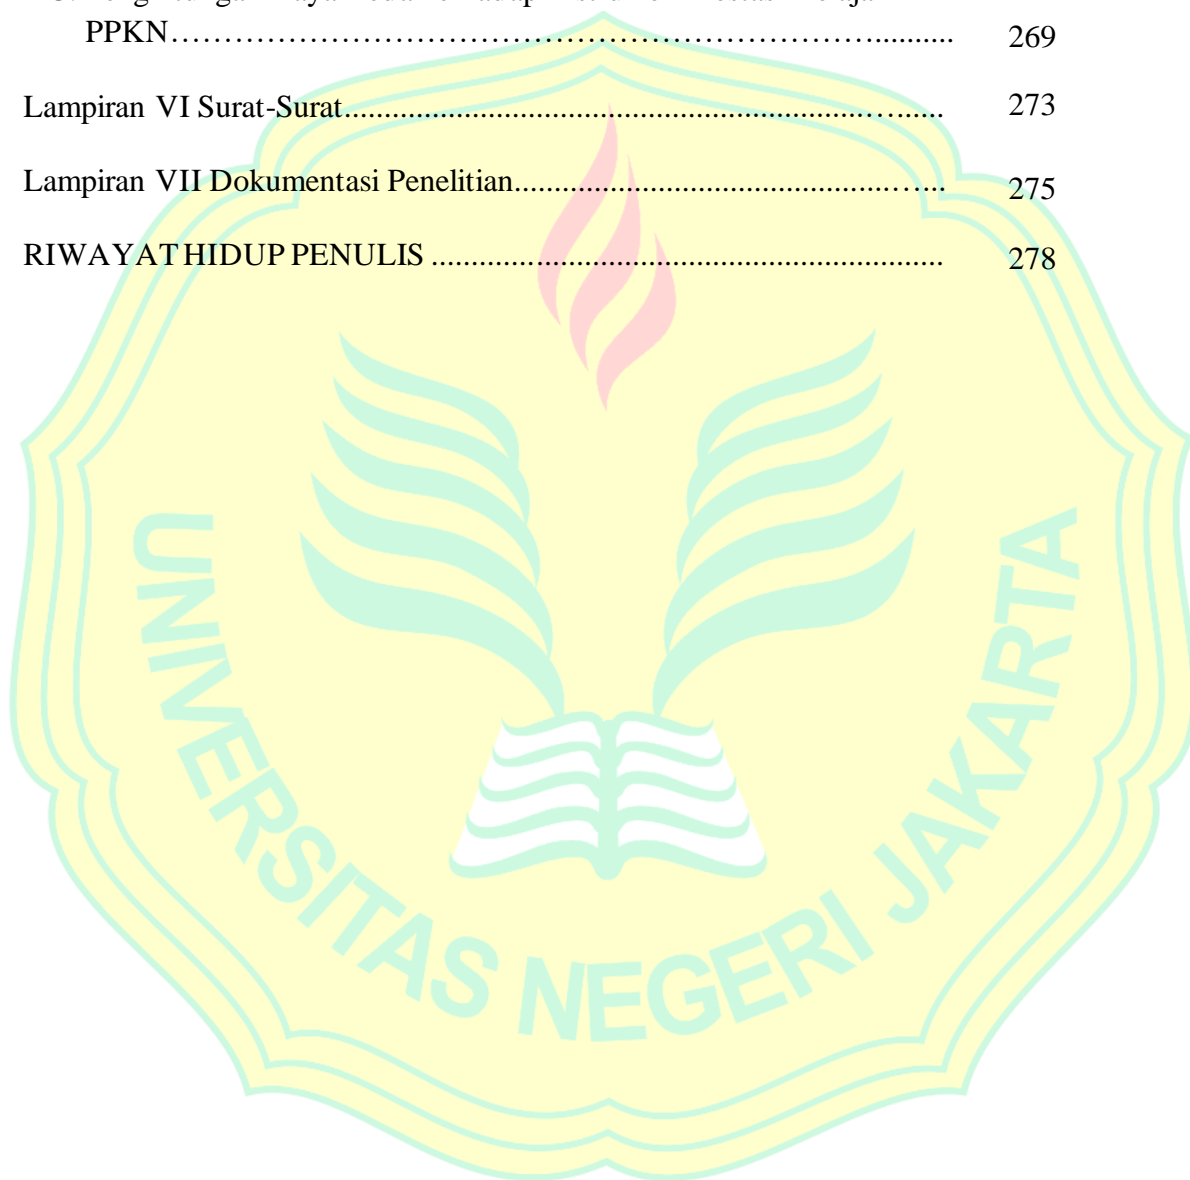 PPKN…………………………………………………………….......... 269
Lampiran VI Surat-Surat.................................................................…...... 273
Lampiran VII Dokumentasi Penelitian...............................................…... 275
RIWAYAT HIDUP PENULIS ................................................................ 278
UNIVERSITAS NEGERI JAKARTA